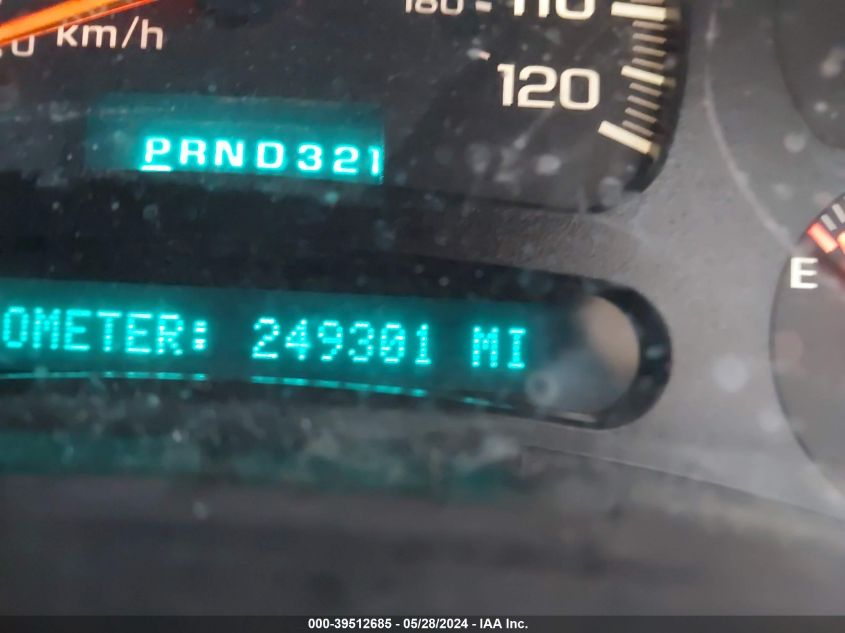 180 110
km/h
120
PRND321
E
OMETER: 249301 MI
000-39512685 - 05/28/2024 - IAA Inc.